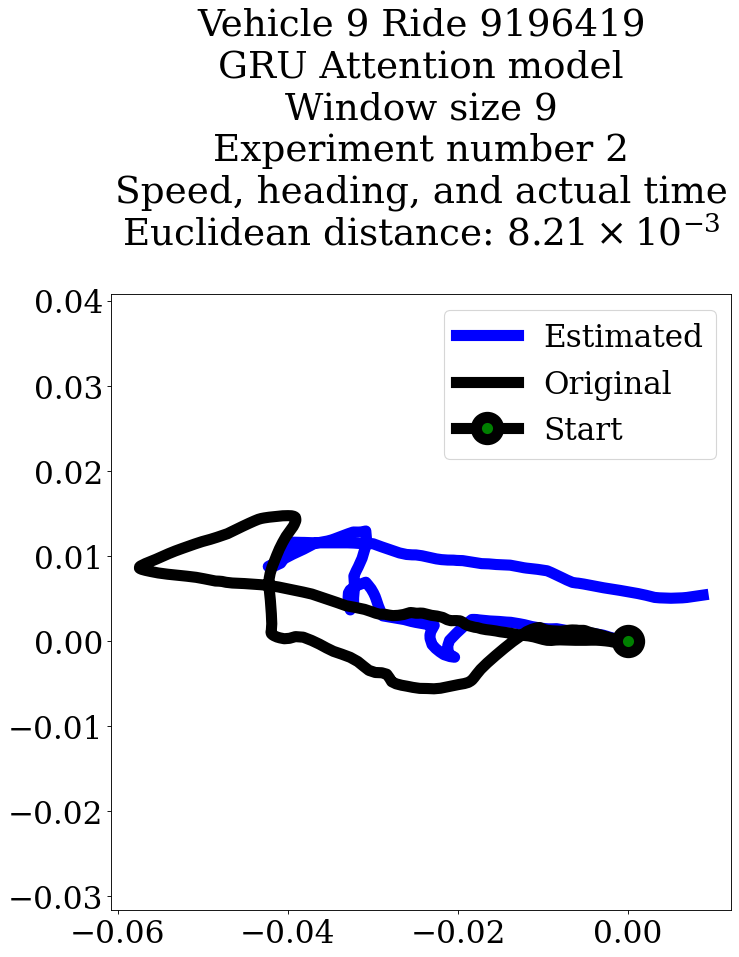 Vehicle 9 Ride 9196419
GRU Attention model
Window size 9
Experiment number 2
Speed, heading, and actual time
Euclidean distance: 8.21 × 10⁻³
Estimated
Original
Start
0.04
0.03
0.02
0.01
0.00
−0.01
−0.02
−0.03
−0.06
−0.04
−0.02
0.00